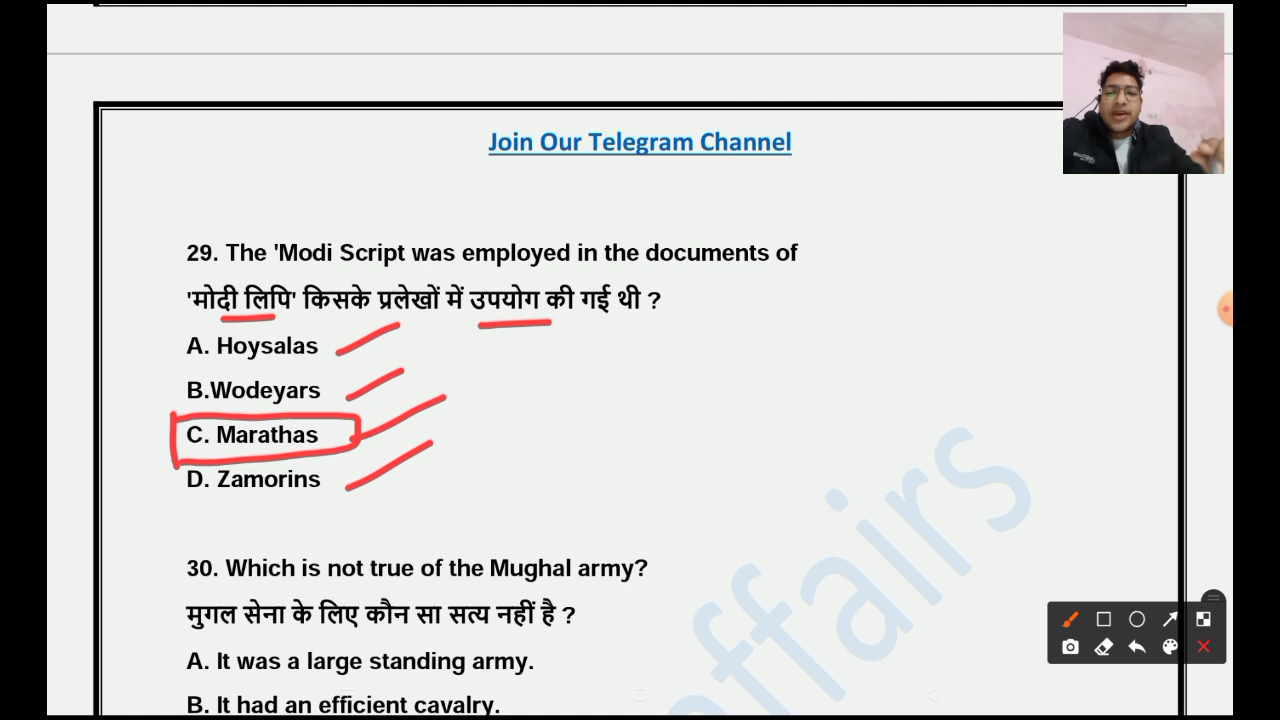 Join Our Telegram Channel
29. The 'Modi Script was employed in the documents of
'मोदी लिपि' किसके प्रलेखों में उपयोग की गई थी ?
A. Hoysalas
B.Wodeyars
C. Marathas
D. Zamorins
30. Which is not true of the Mughal army?
मुगल सेना के लिए कौन सा सत्य नहीं है ?
A. It was a large standing army.
B. It had an efficient cavalry.
ffairs